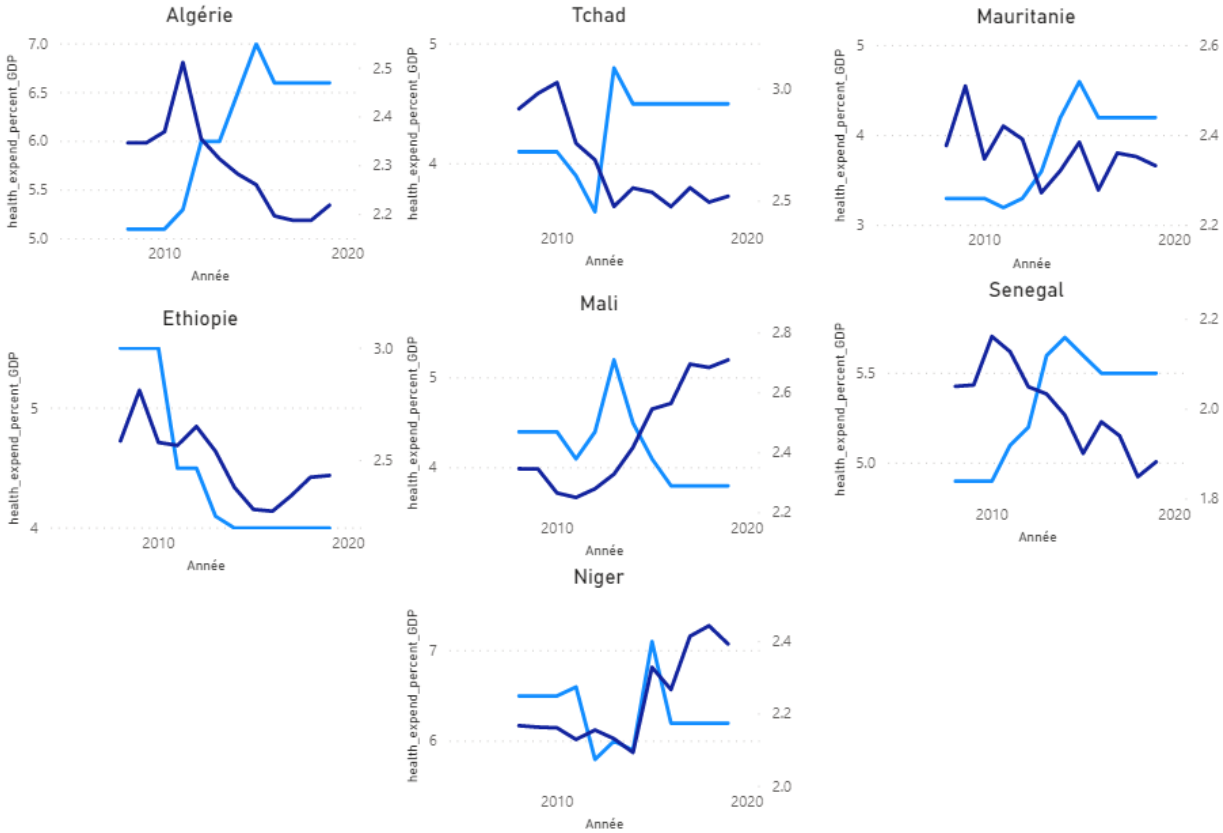 Algérie
health_expend_percent_GDP
7.0
6.5
6.0
5.5
5.0
2.5
2.4
2.3
2.2
2010
2020
Année
Tchad
health_expend_percent_GDP
5
4
3.0
2.5
2010
2020
Année
Mauritanie
health_expend_percent_GDP
5
4
3
2.6
2.4
2.2
2010
2020
Année
Ethiopie
health_expend_percent_GDP
5
4
3.0
2.5
2010
2020
Année
Mali
health_expend_percent_GDP
5
4
2.8
2.6
2.4
2.2
2010
2020
Année
Senegal
health_expend_percent_GDP
5.5
5.0
2.2
2.0
1.8
2010
2020
Année
Niger
health_expend_percent_GDP
7
6
2.4
2.2
2.0
2010
2020
Année